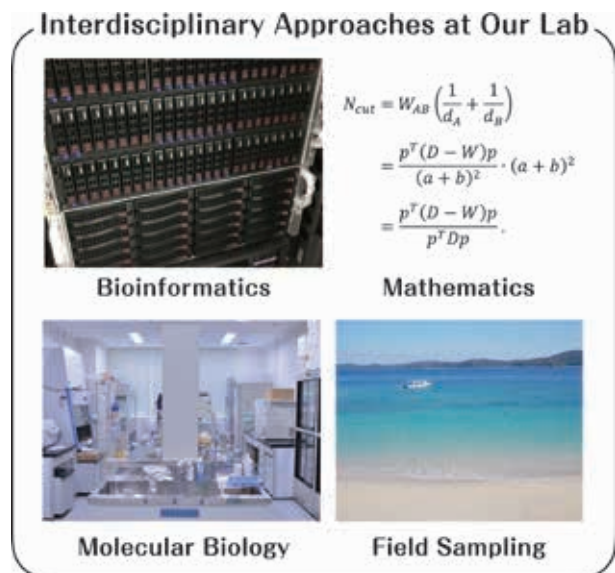 Interdisciplinary Approaches at Our Lab
N_cut = W_AB (1/d_A + 1/d_B)
= p^T(D − W)p/(a + b)^2 · (a + b)^2
= p^T(D − W)p/p^T Dp .
Bioinformatics
Mathematics
Molecular Biology
Field Sampling